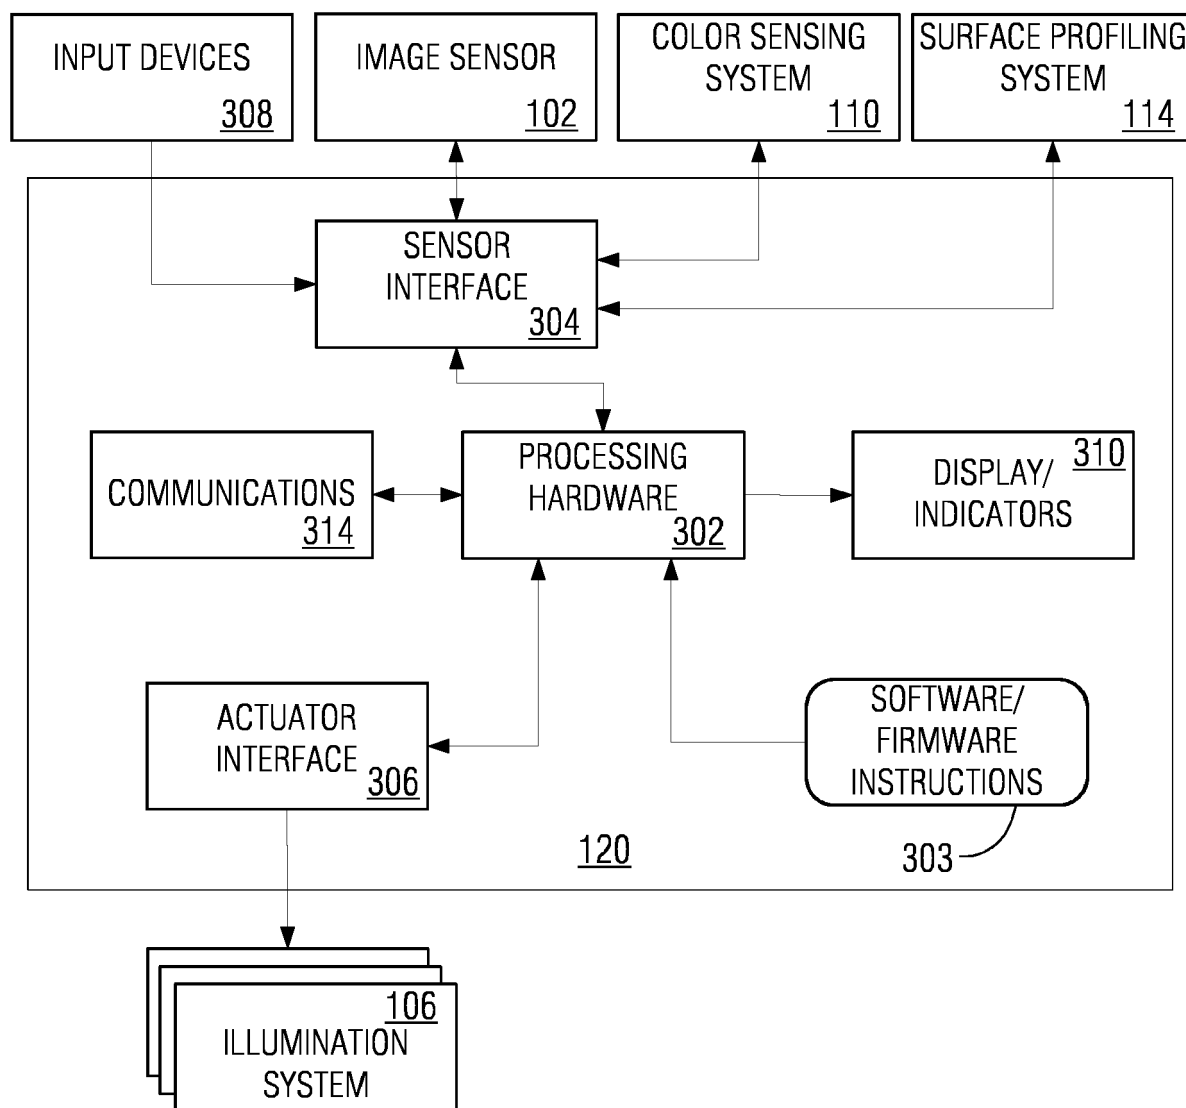 INPUT DEVICES
308
IMAGE SENSOR
102
COLOR SENSING
SYSTEM
110
SURFACE PROFILING
SYSTEM
114
SENSOR
INTERFACE
304
COMMUNICATIONS
314
PROCESSING
HARDWARE
302
310
DISPLAY/
INDICATORS
ACTUATOR
INTERFACE
306
SOFTWARE/
FIRMWARE
INSTRUCTIONS
303
120
106
ILLUMINATION
SYSTEM